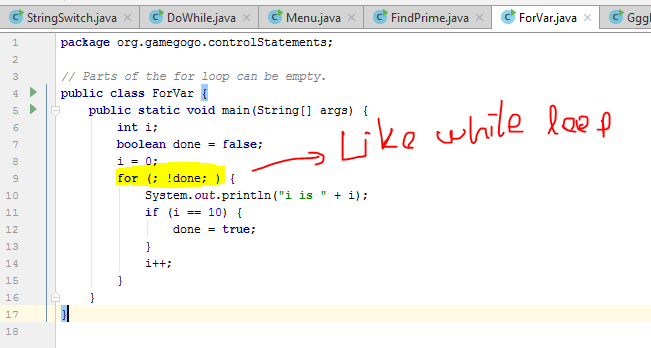 StringSwitch.java × DoWhile.java × Menu.java × FindPrime.java × ForVar.java × Gggl
1 package org.gamegogo.controlStatements;
2
3 // Parts of the for loop can be empty.
4 public class ForVar {
5 public static void main(String[] args) {
6 int i;
7 boolean done = false;
8 i = 0;
9 for (; !done; ) {
Like while loop
10 System.out.println("i is " + i);
11 if (i == 10) {
12 done = true;
13 }
14 i++;
15 }
16 }
17 }
18